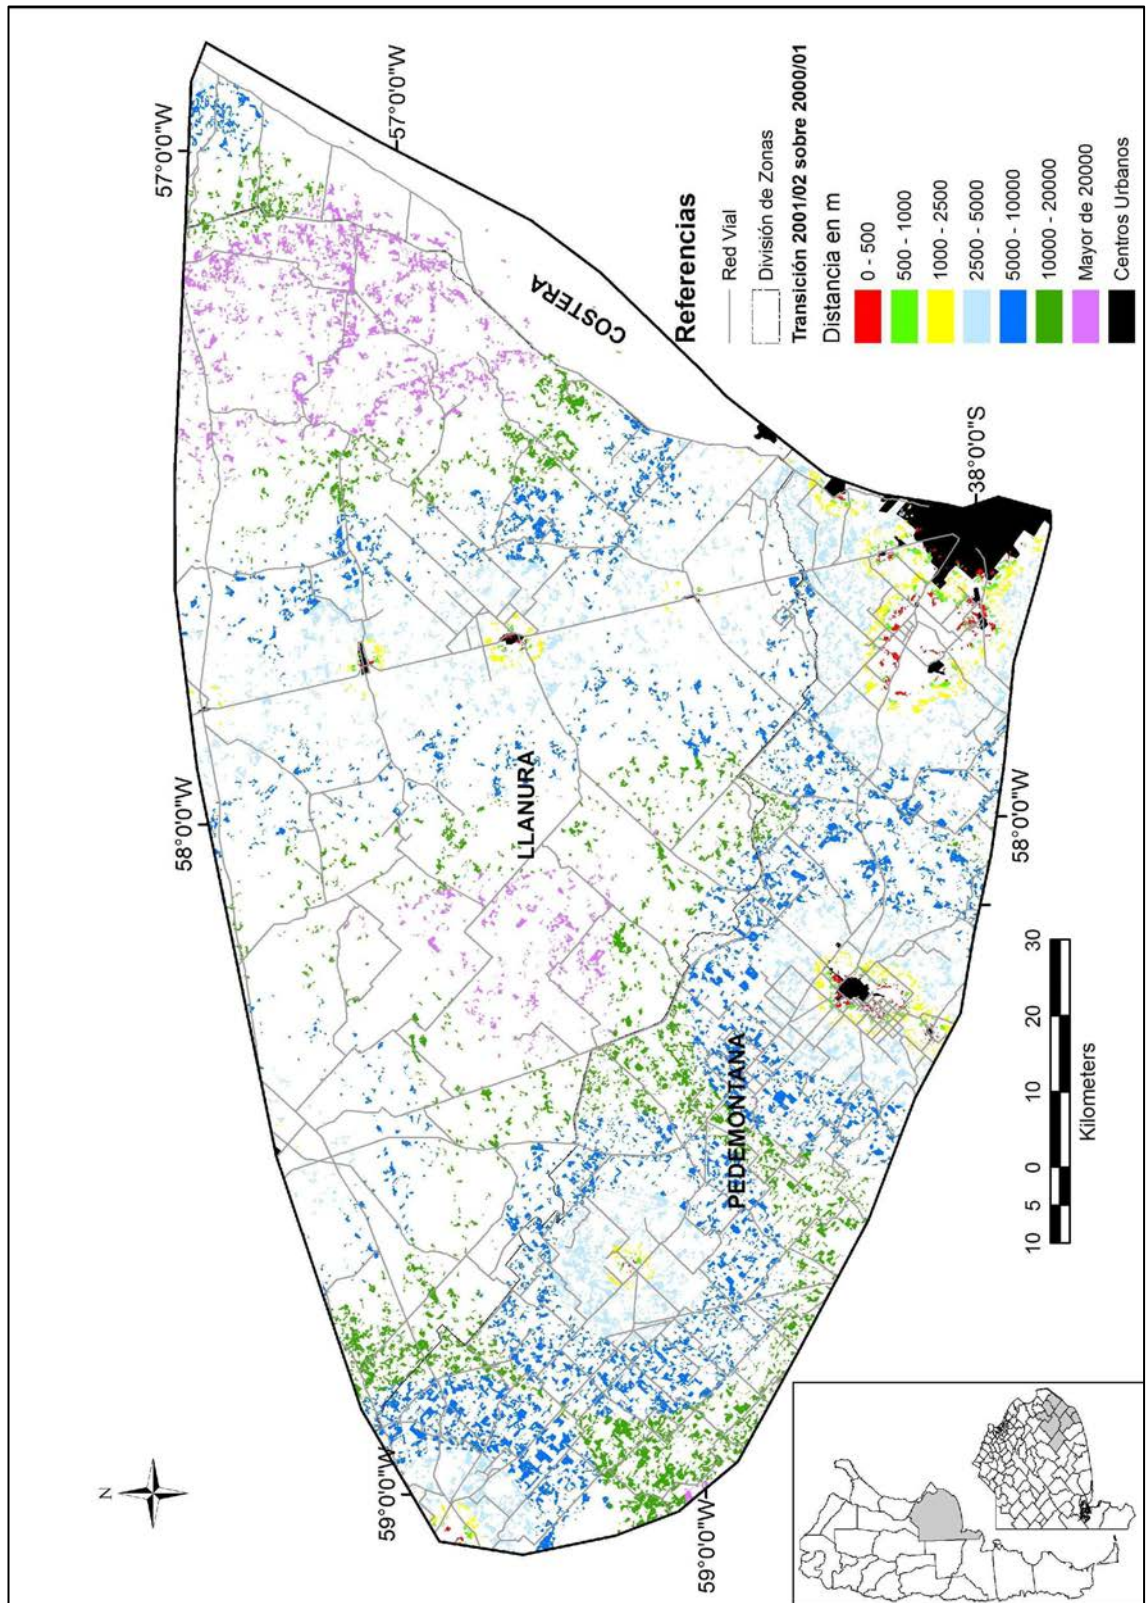 N
59°0'0"W
58°0'0"W
57°0'0"W
57°0'0"W
LLANURA
COSTERA
PEDEMONTANA
38°0'0"S
59°0'0"W
58°0'0"W
Referencias
Red Vial
División de Zonas
Transición 2001/02 sobre 2000/01
Distancia en m
0 - 500
500 - 1000
1000 - 2500
2500 - 5000
5000 - 10000
10000 - 20000
Mayor de 20000
Centros Urbanos
10 5 0 10 20 30
Kilometers